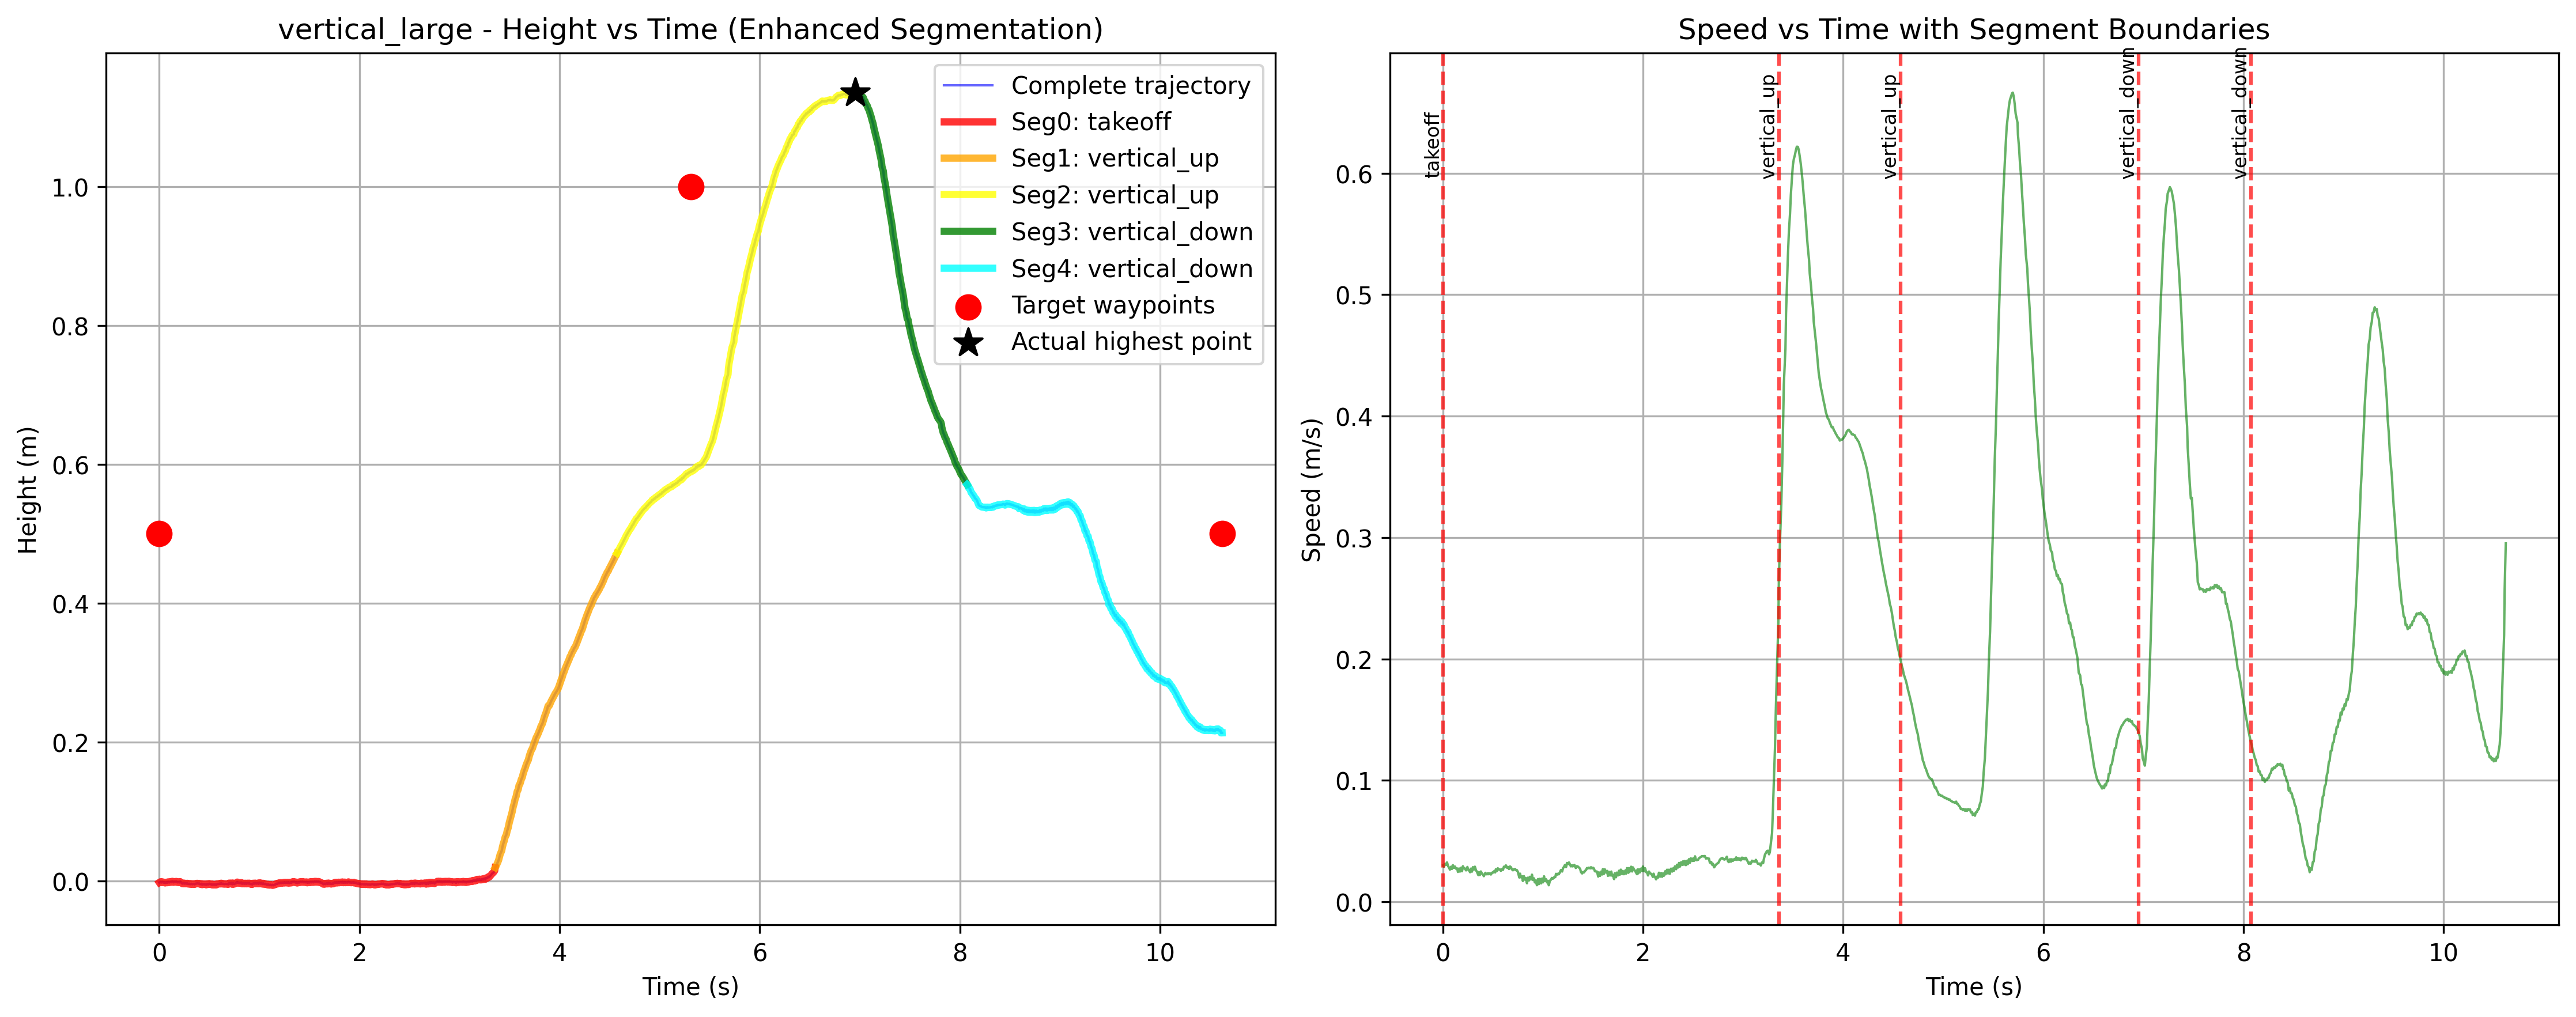 vertical_large - Height vs Time (Enhanced Segmentation)
Height (m)
1.0
0.8
0.6
0.4
0.2
0.0
0 2 4 6 8 10
Time (s)
Complete trajectory
Seg0: takeoff
Seg1: vertical_up
Seg2: vertical_up
Seg3: vertical_down
Seg4: vertical_down
Target waypoints
Actual highest point
Speed vs Time with Segment Boundaries
Speed (m/s)
0.6
0.5
0.4
0.3
0.2
0.1
0.0
takeoff
vertical_up
vertical_up
vertical_down
vertical_down
0 2 4 6 8 10
Time (s)